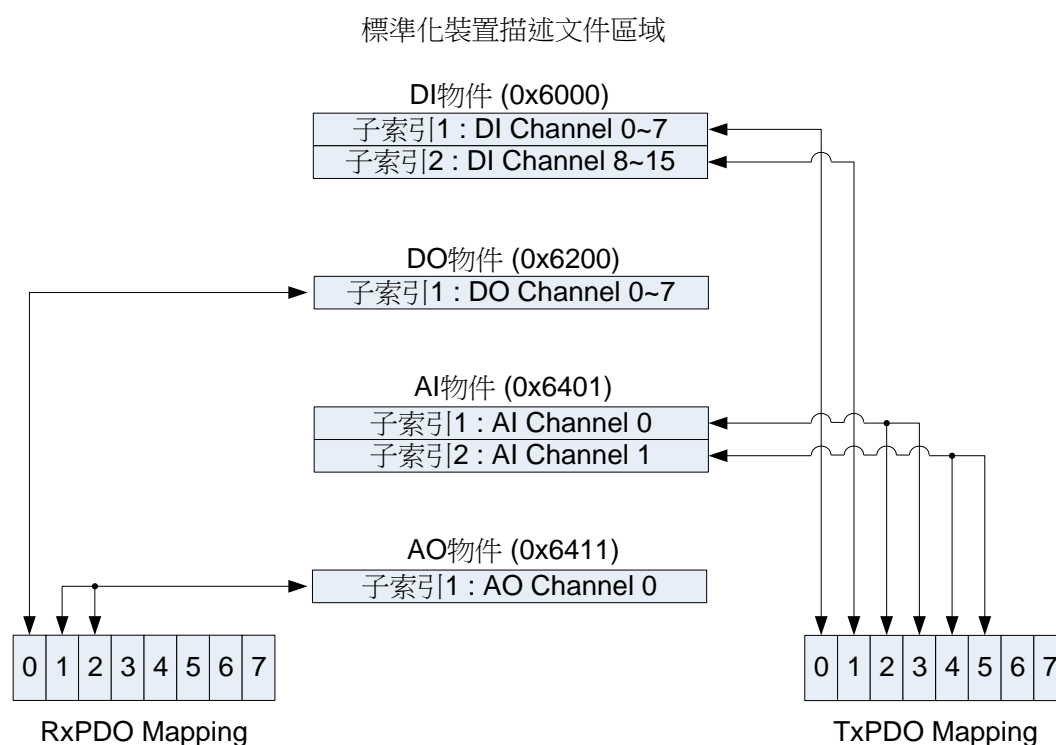 標準化裝置描述文件區域
DI物件 (0x6000)
子索引1 : DI Channel 0~7
子索引2 : DI Channel 8~15
DO物件 (0x6200)
子索引1 : DO Channel 0~7
AI物件 (0x6401)
子索引1 : AI Channel 0
子索引2 : AI Channel 1
AO物件 (0x6411)
子索引1 : AO Channel 0
0 1 2 3 4 5 6 7
RxPDO Mapping
0 1 2 3 4 5 6 7
TxPDO Mapping